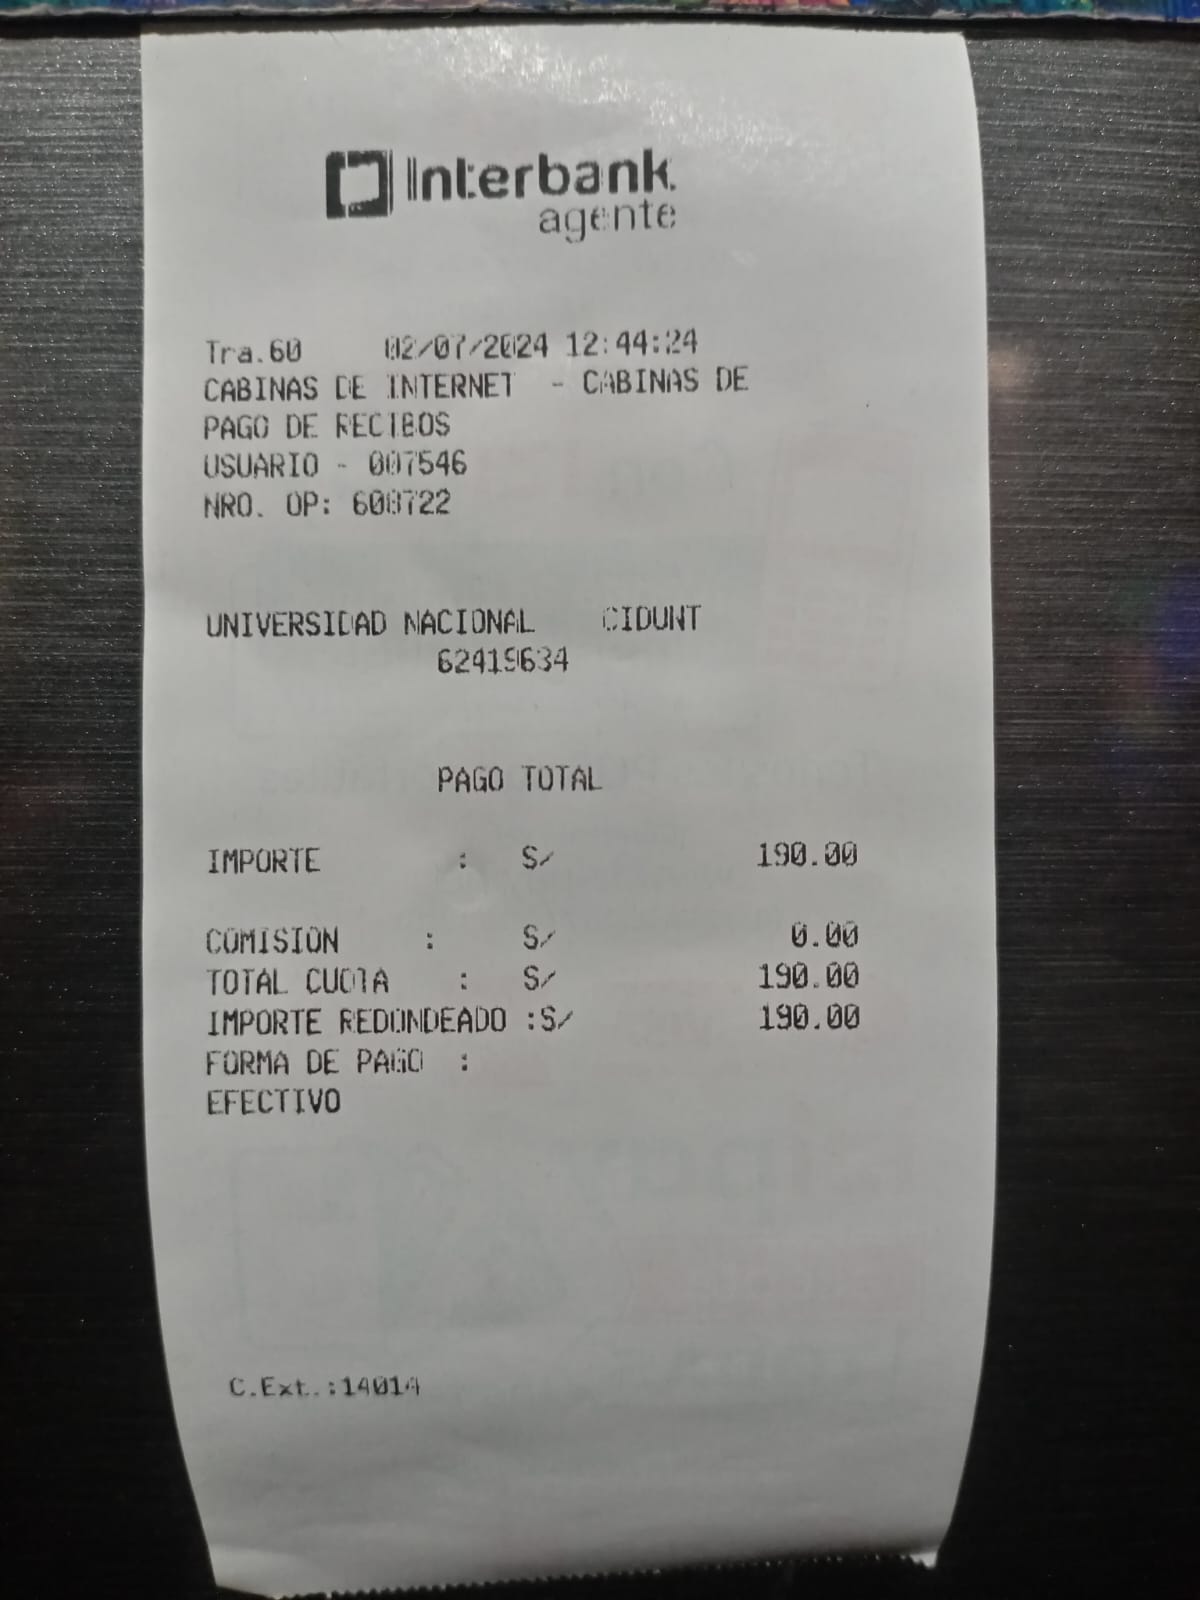 Interbank
agente
Tra.60 02/07/2024 12:44:24
CABINAS DE INTERNET - CABINAS DE
PAGO DE RECIBOS
USUARIO - 007546
NRO. OP: 608722
UNIVERSIDAD NACIONAL CIDUNT
62419634
PAGO TOTAL
IMPORTE : S/ 190.00
COMISION : S/ 0.00
TOTAL CUOTA : S/ 190.00
IMPORTE REDONDEADO :S/ 190.00
FORMA DE PAGO :
EFECTIVO
C.Ext.:14014